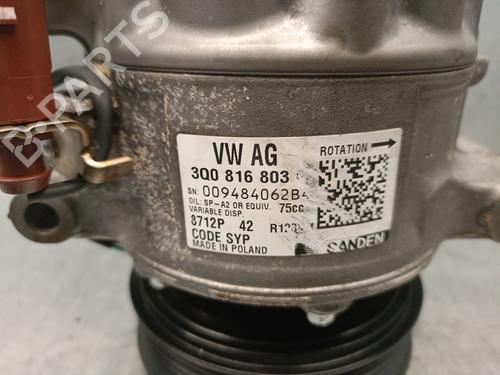 B-PARTS
VW AG
ROTATION
3Q0 816 803
SN: 009484062B4
OIL: SP-A2 OR EQUIV. 75cc
VARIABLE DISP.
8712P 42
CODE SYP
MADE IN POLAND
SANDEN